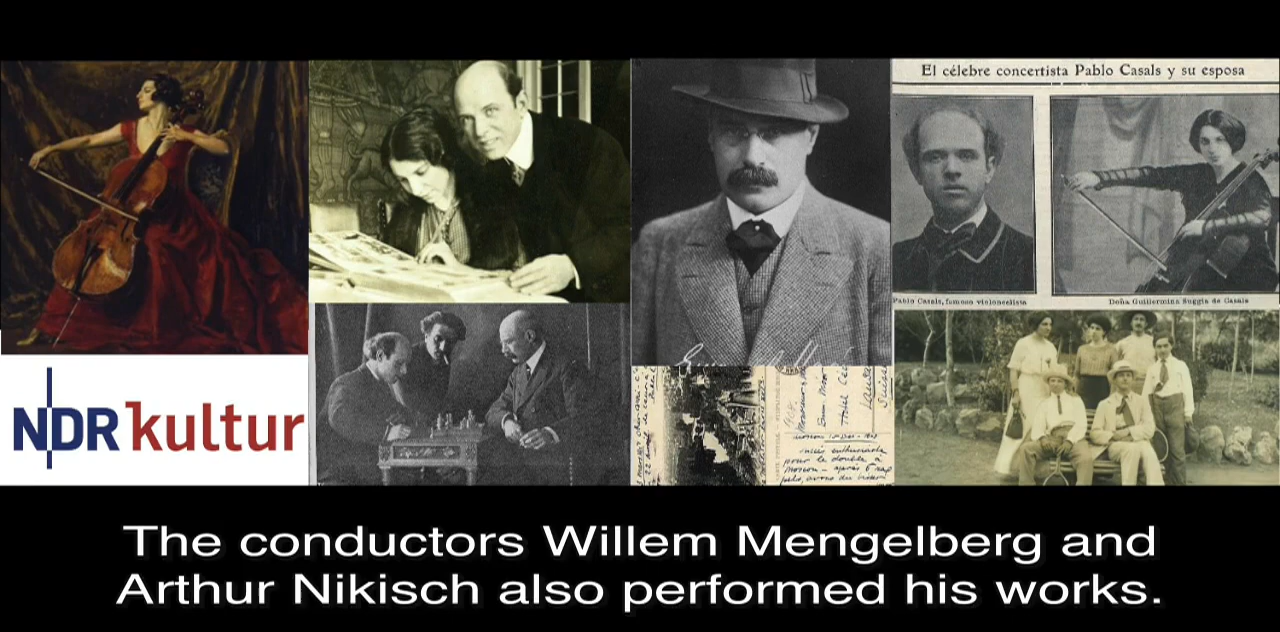 El célebre concertista Pablo Casals y su esposa
Pablo Casals, famoso violoncelista
Doña Guillermina Suggia de Casals
NDR kultur
The conductors Willem Mengelberg and
Arthur Nikisch also performed his works.